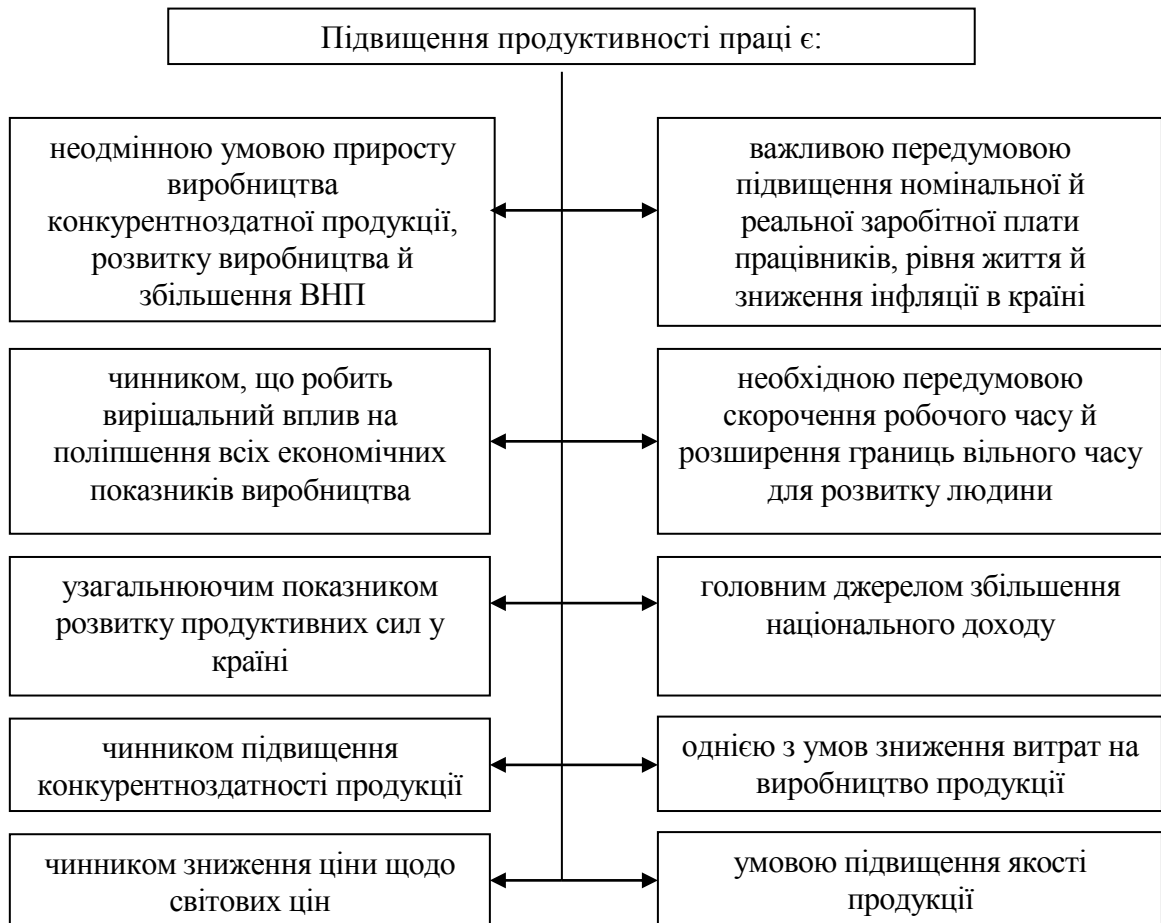 Підвищення продуктивності праці є:
неодмінною умовою приросту
виробництва
конкурентноздатної продукції,
розвитку виробництва й
збільшення ВНП
важливою передумовою
підвищення номінальної й
реальної заробітної плати
працівників, рівня життя й
зниження інфляції в країні
чинником, що робить
вирішальний вплив на
поліпшення всіх економічних
показників виробництва
необхідною передумовою
скорочення робочого часу й
розширення границь вільного часу
для розвитку людини
узагальнюючим показником
розвитку продуктивних сил у
країні
головним джерелом збільшення
національного доходу
чинником підвищення
конкурентноздатності продукції
однією з умов зниження витрат на
виробництво продукції
чинником зниження ціни щодо
світових цін
умовою підвищення якості
продукції